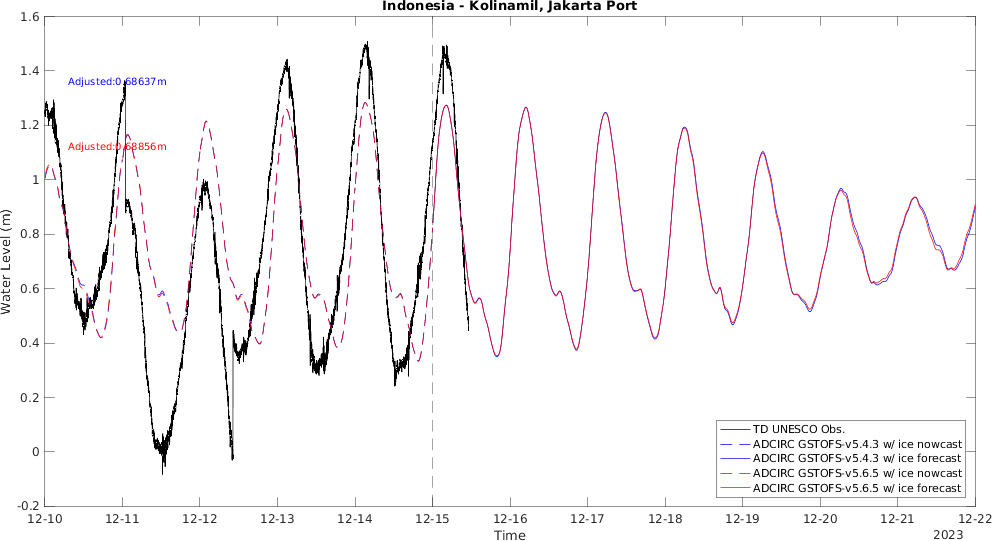 Indonesia - Kolinamil, Jakarta Port
1.6
1.4
1.2
1
0.8
0.6
0.4
0.2
0
-0.2
Water Level (m)
Adjusted:0.68637m
Adjusted:0.68856m
TD UNESCO Obs.
ADCIRC GSTOFS-v5.4.3 w/ ice nowcast
ADCIRC GSTOFS-v5.4.3 w/ ice forecast
ADCIRC GSTOFS-v5.6.5 w/ ice nowcast
ADCIRC GSTOFS-v5.6.5 w/ ice forecast
12-10 12-11 12-12 12-13 12-14 12-15 12-16 12-17 12-18 12-19 12-20 12-21 12-22
Time
2023